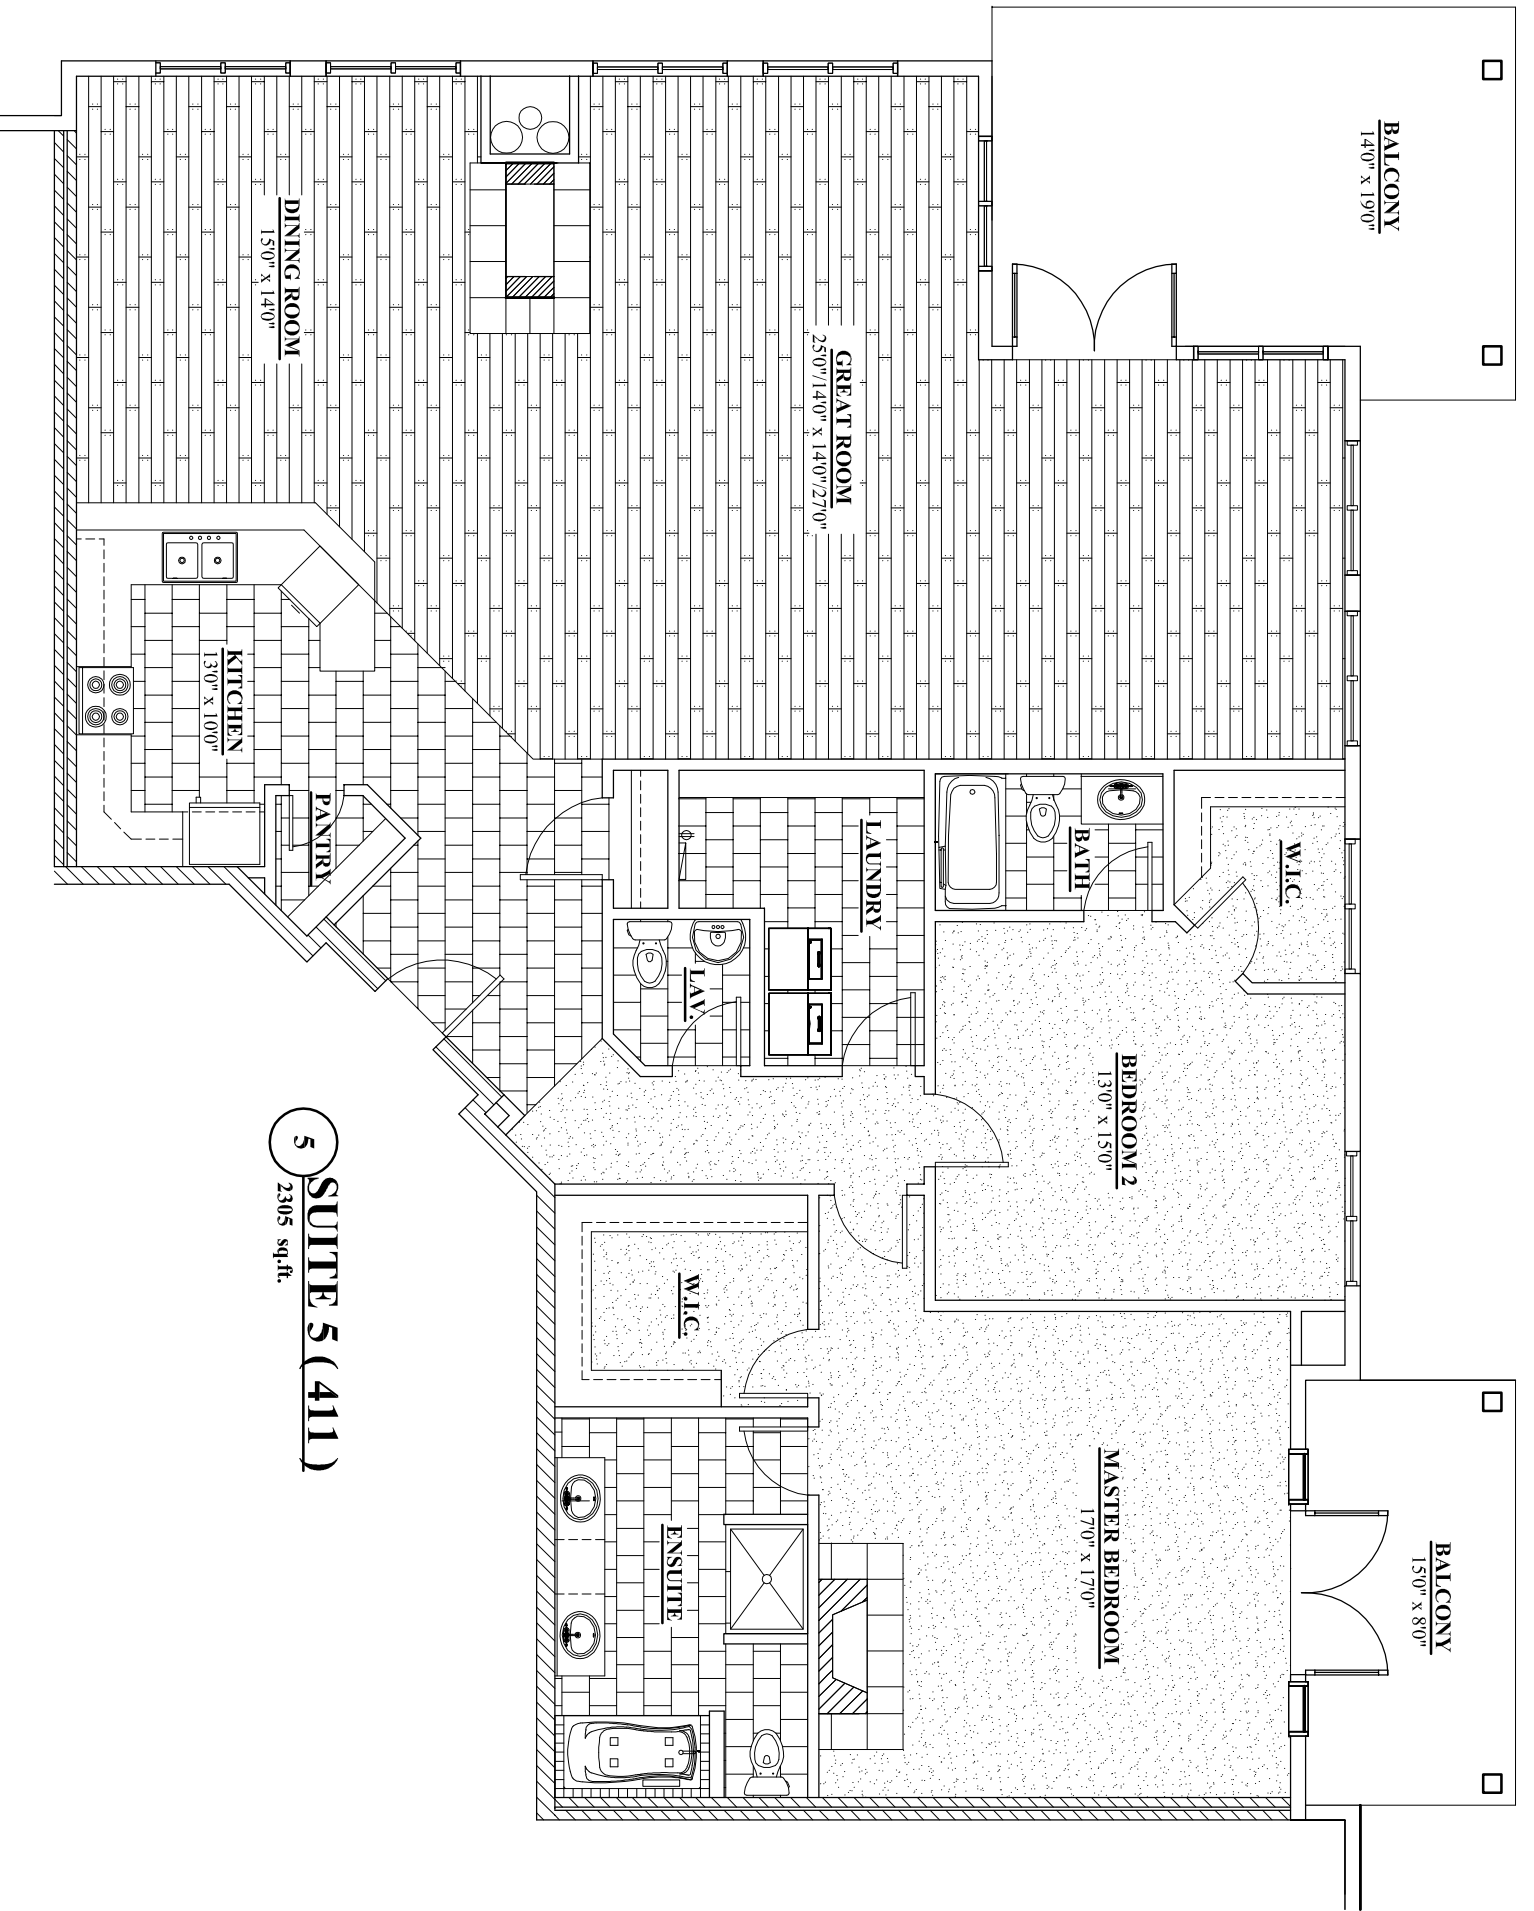 BALCONY
14'0" x 19'0"
BALCONY
15'0" x 8'0"
W.I.C.
BEDROOM 2
13'0" x 15'0"
MASTER BEDROOM
17'0" x 17'0"
BATH
GREAT ROOM
25'0"/14'0" x 14'0"/27'0"
LAUNDRY
LAV.
W.I.C.
ENSUITE
DINING ROOM
15'0" x 14'0"
PANTRY
KITCHEN
13'0" x 10'0"
5
SUITE 5 ( 411 )
2305 sq.ft.